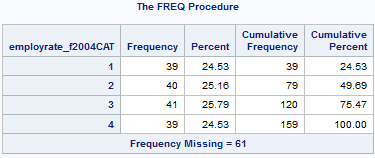 The FREQ Procedure
employrate_f2004CAT Frequency Percent Cumulative Frequency Cumulative Percent
1 39 24.53 39 24.53
2 40 25.16 79 49.69
3 41 25.79 120 75.47
4 39 24.53 159 100.00
Frequency Missing = 61